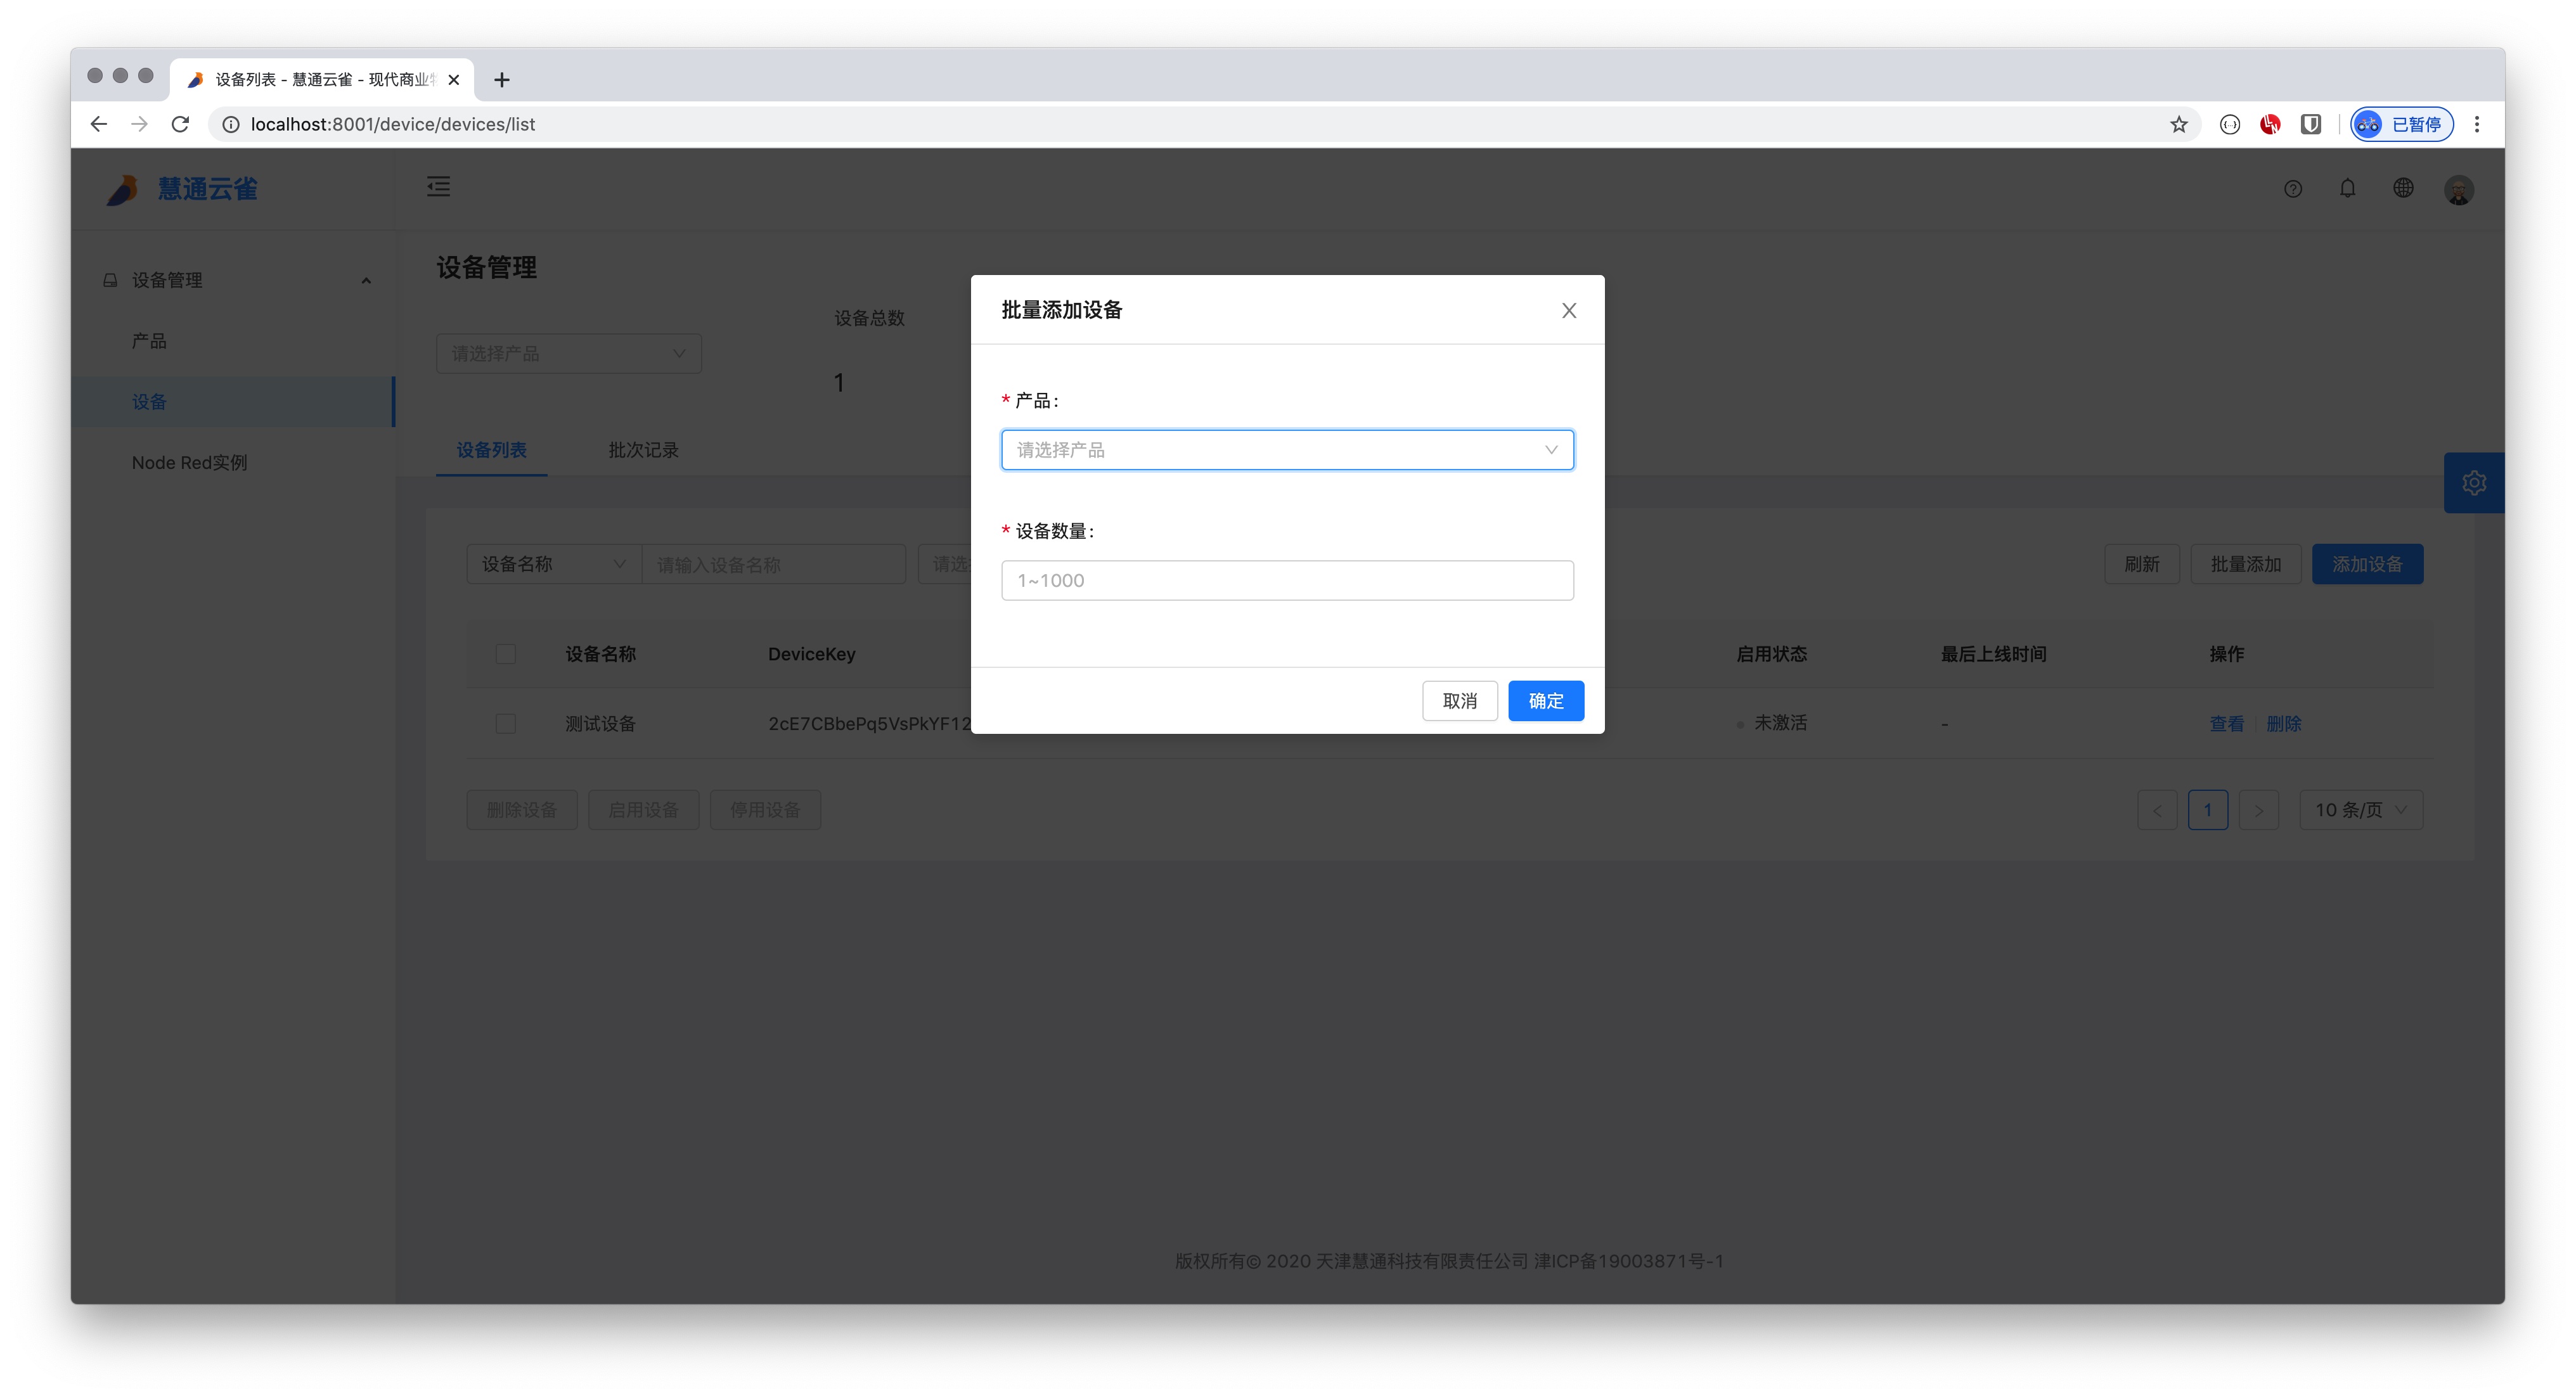 设备列表 - 慧通云雀 - 现代商业
localhost:8001/device/devices/list
已暂停
慧通云雀
设备管理
产品
设备
Node Red实例
设备管理
请选择产品
设备总数
1
设备列表
批次记录
设备名称
请输入设备名称
请选
刷新
批量添加
添加设备
设备名称
DeviceKey
启用状态
最后上线时间
操作
测试设备
2cE7CBbePq5VsPkYF12
未激活
-
查看
删除
删除设备
启用设备
停用设备
1
10 条/页
批量添加设备
* 产品:
请选择产品
* 设备数量:
1~1000
取消
确定
版权所有© 2020 天津慧通科技有限责任公司 津ICP备19003871号-1